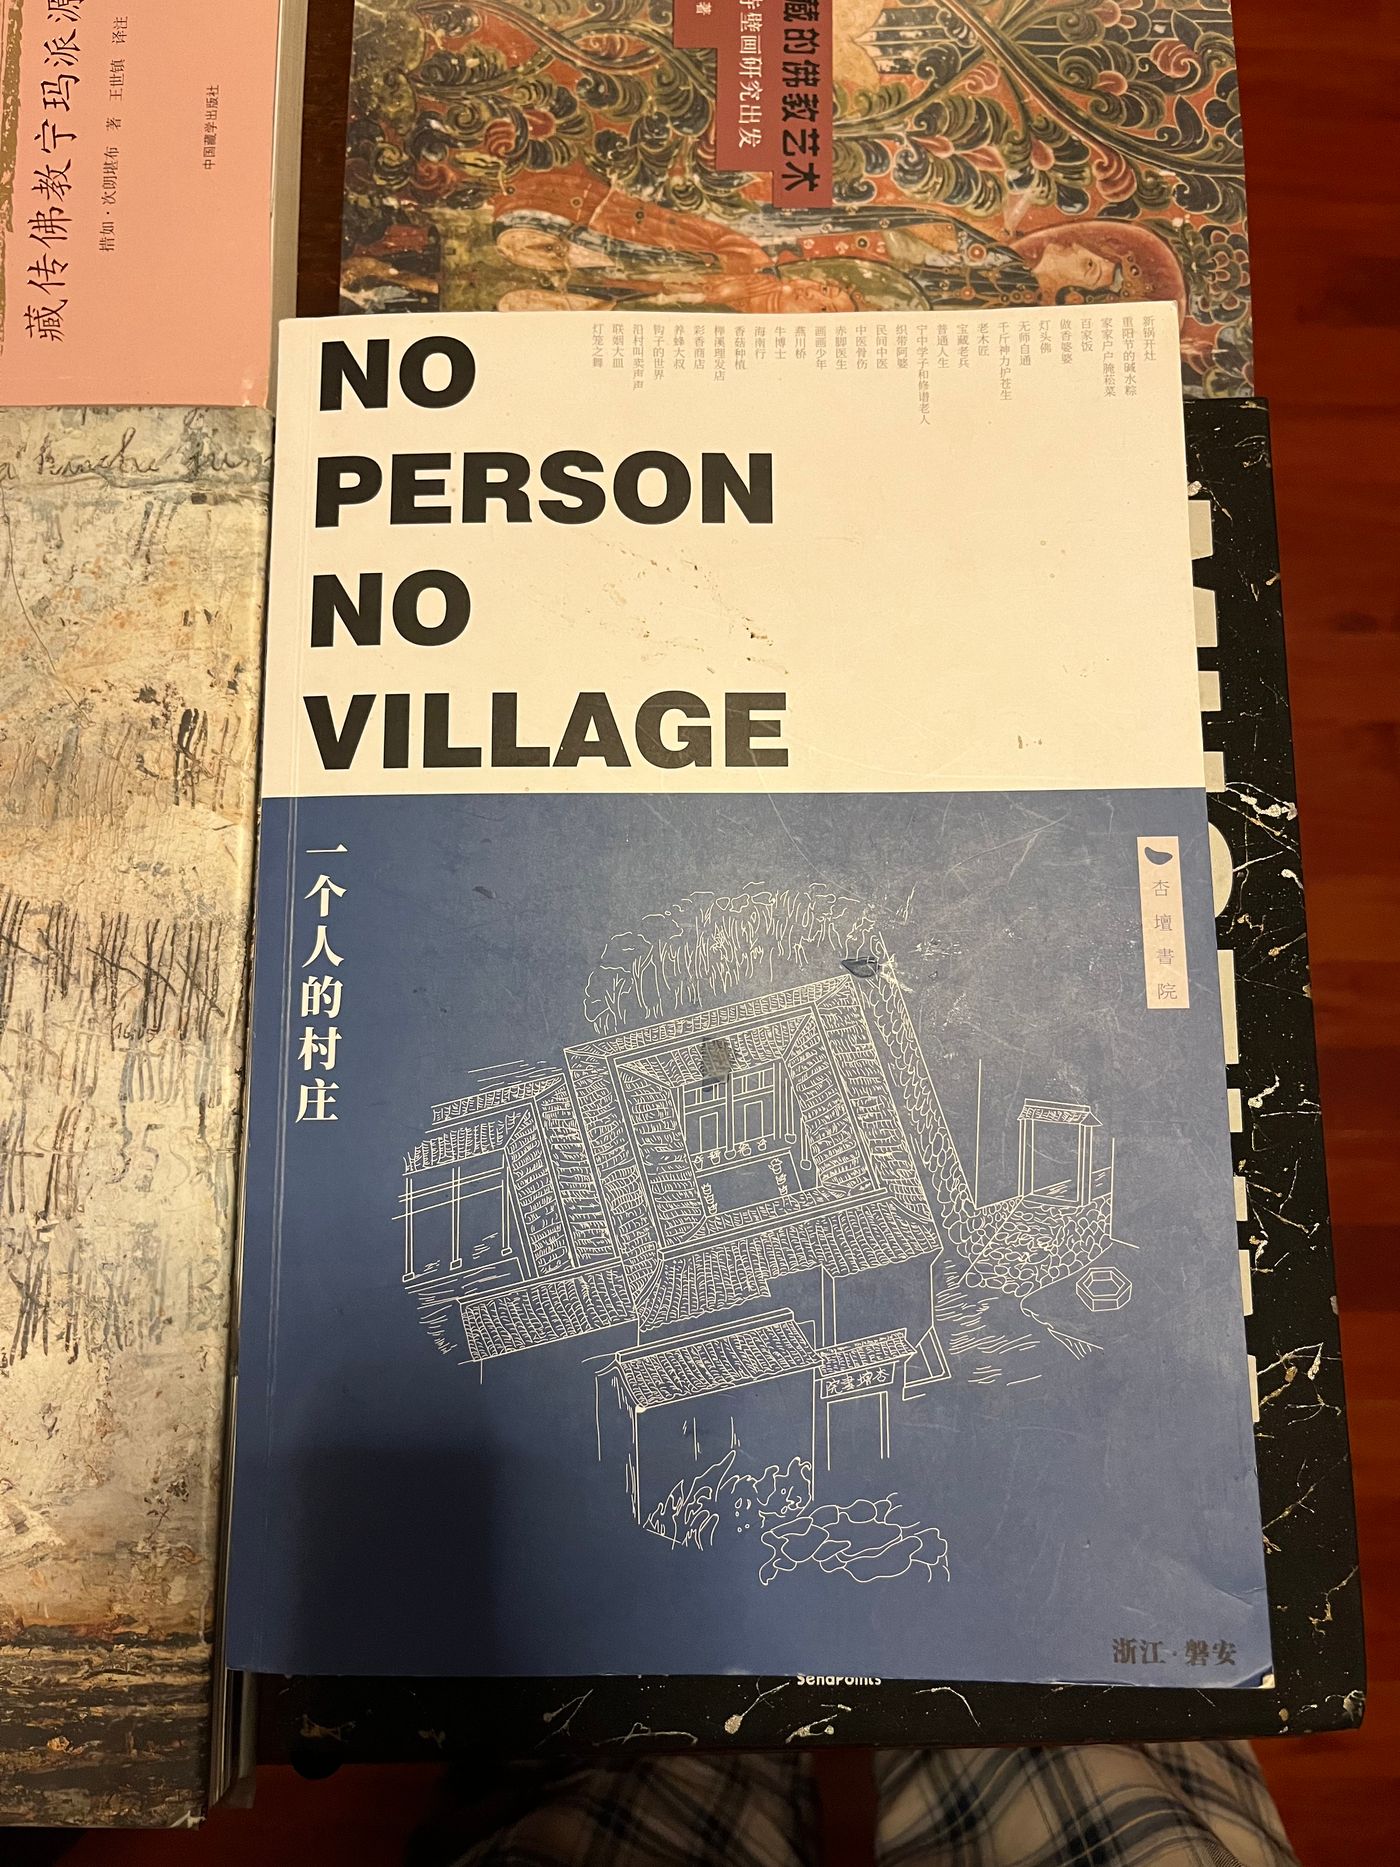 藏传佛教宁玛派源
措如·次朗堪布 著 王世镇 译注
中国藏学出版社
藏的佛教艺术
寺壁画研究出发
著
NO
PERSON
NO
VILLAGE
新锅开灶
重阳节的碱水粽
家家户户腌菘菜
百家饭
做香婆婆
灯头佛
无师自通
千斤神力护苍生
老木匠
宝藏老兵
普通人生
宁中学子和修谱老人
织带阿婆
民间中医
中医骨伤
赤脚医生
画画少年
燕川桥
牛博士
海南行
香菇种植
榉溪理发店
彩香商店
养蜂大叔
钩子的世界
沿村叫卖声声
联姻大皿
灯笼之舞
一个人的村庄
杏壇書院
杏壇書院
浙江·磐安
SendPoints